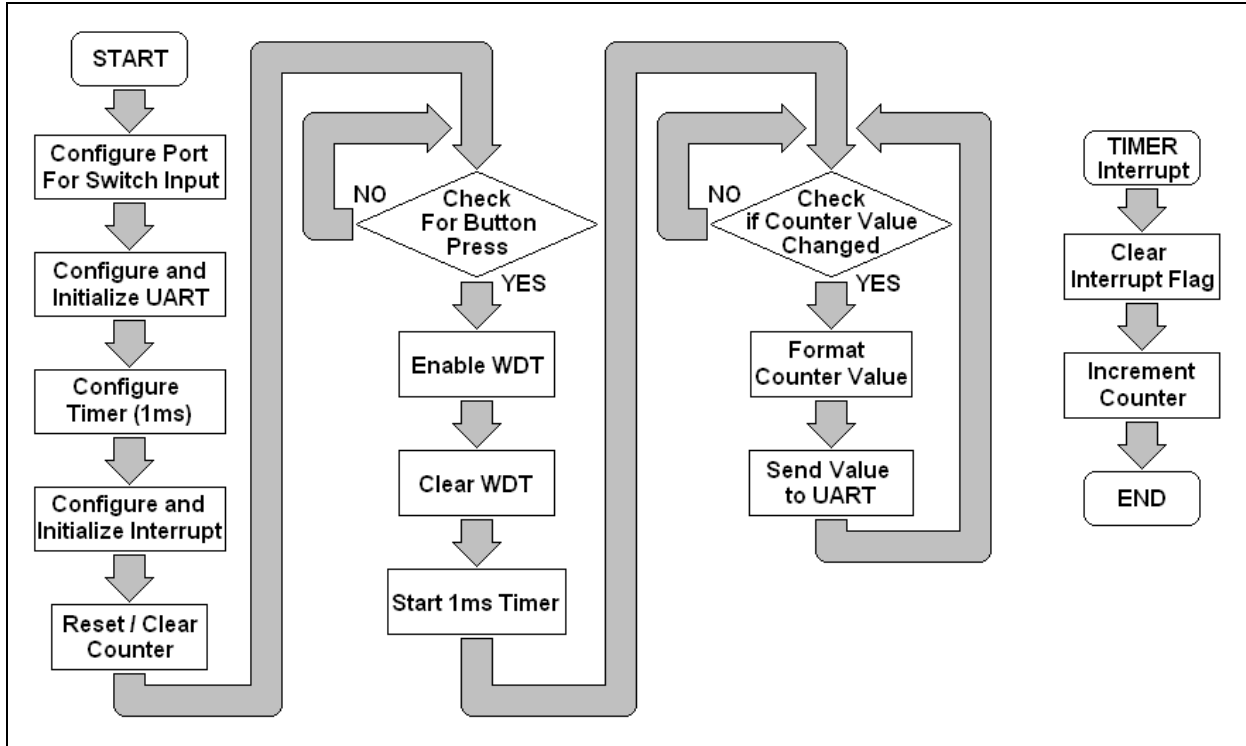 START
Configure Port
For Switch Input
Configure and
Initialize UART
Configure
Timer (1ms)
Configure and
Initialize Interrupt
Reset / Clear
Counter
NO
Check
For Button
Press
YES
Enable WDT
Clear WDT
Start 1ms Timer
NO
Check
if Counter Value
Changed
YES
Format
Counter Value
Send Value
to UART
TIMER
Interrupt
Clear
Interrupt Flag
Increment
Counter
END